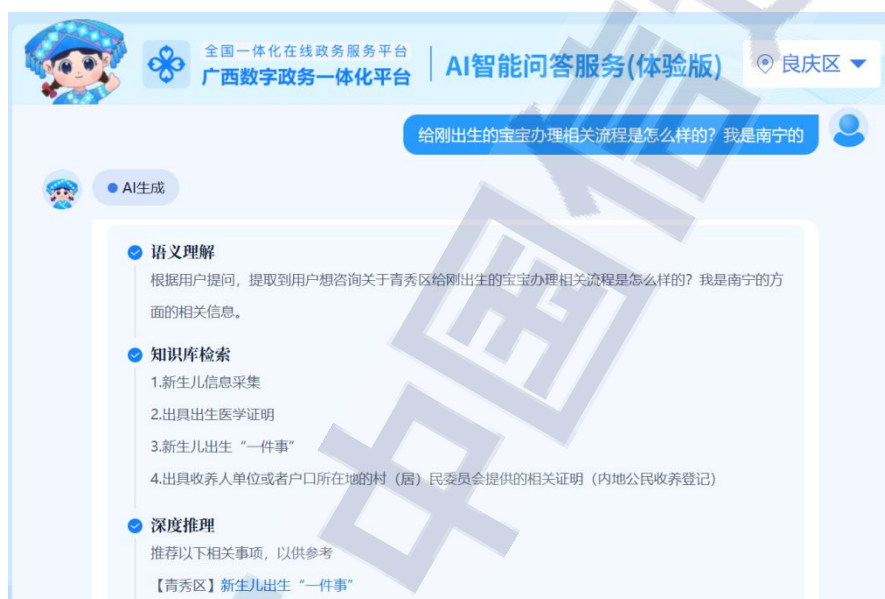 全国一体化在线政务服务平台
广西数字政务一体化平台
AI智能问答服务(体验版)
良庆区
给刚出生的宝宝办理相关流程是怎么样的？我是南宁的
AI生成
语义理解
根据用户提问，提取到用户想咨询关于青秀区给刚出生的宝宝办理相关流程是怎么样的？我是南宁的方
面的相关信息。
知识库检索
1.新生儿信息采集
2.出具出生医学证明
3.新生儿出生“一件事”
4.出具收养人单位或者户口所在地的村（居）民委员会提供的相关证明（内地公民收养登记）
深度推理
推荐以下相关事项，以供参考
【青秀区】新生儿出生“一件事”
中国信